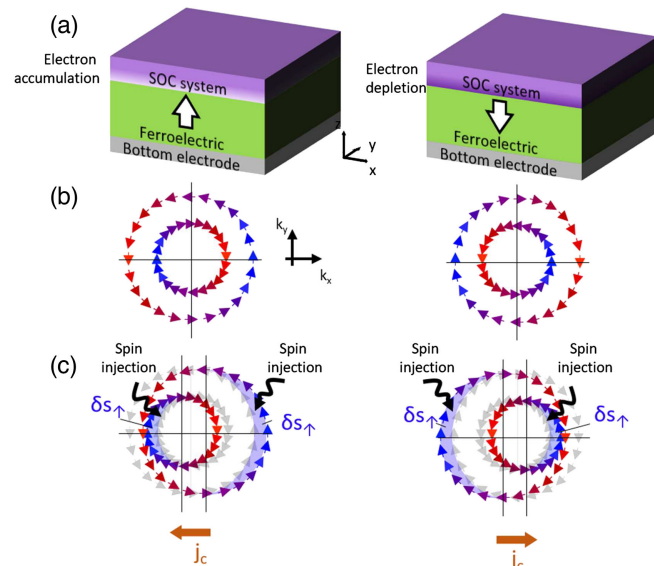 (a)
Electron
accumulation
SOC system
Ferroelectric
Bottom electrode
z
y
x
Electron
depletion
SOC system
Ferroelectric
Bottom electrode
(b)
ky
kx
(c)
Spin
injection
Spin
injection
δs↑
δs↑
jc
Spin
injection
Spin
injection
δs↑
δs↑
jc